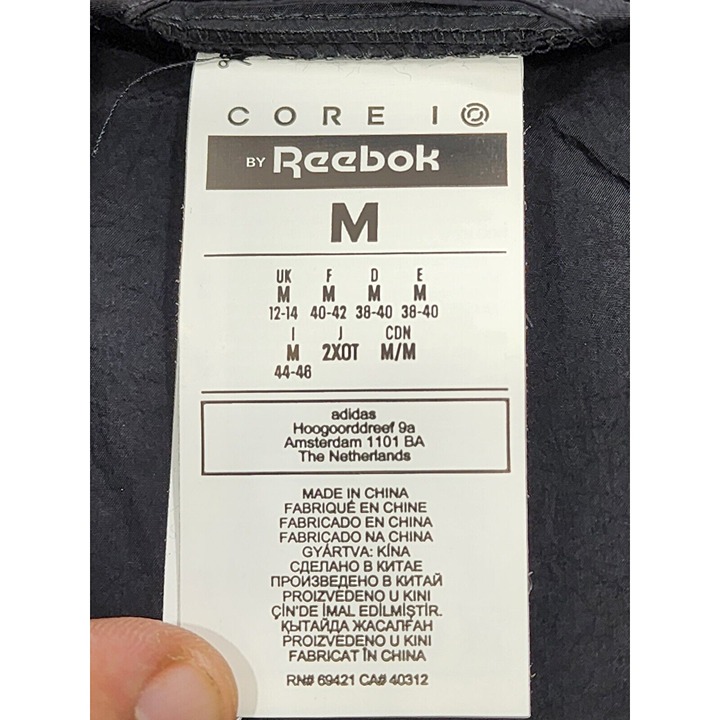 CORE 10
BY Reebok
M
UK F D E
M M M M
12-14 40-42 38-40 38-40
I J CDN
M 2XOT M/M
44-46
adidas
Hoogoorddreef 9a
Amsterdam 1101 BA
The Netherlands
MADE IN CHINA
FABRIQUÉ EN CHINE
FABRICADO EN CHINA
FABRICADO NA CHINA
GYÁRTVA: KÍNA
СДЕЛАНО В КИТАЕ
ПРОИЗВЕДЕНО В КИТАЙ
PROIZVEDENO U KINI
ÇİN'DE İMAL EDİLMİŞTİR.
ҚЫТАЙДА ЖАСАЛҒАН
PROIZVEDENO U KINI
FABRICAT ÎN CHINA
RN# 69421 CA# 40312